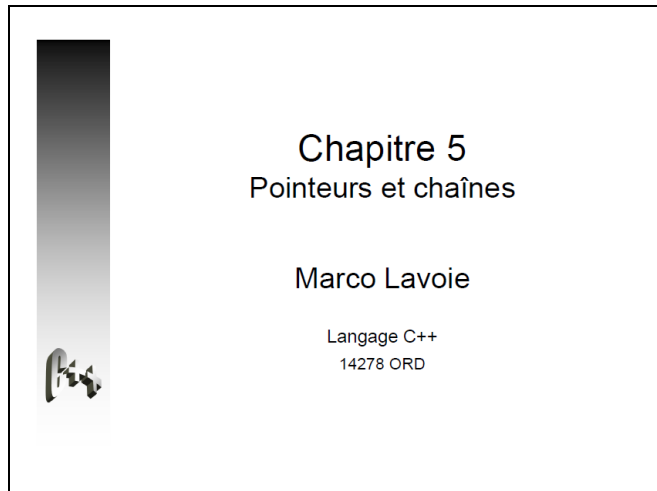 Chapitre 5
Pointeurs et chaînes
Marco Lavoie
Langage C++
14278 ORD
C++